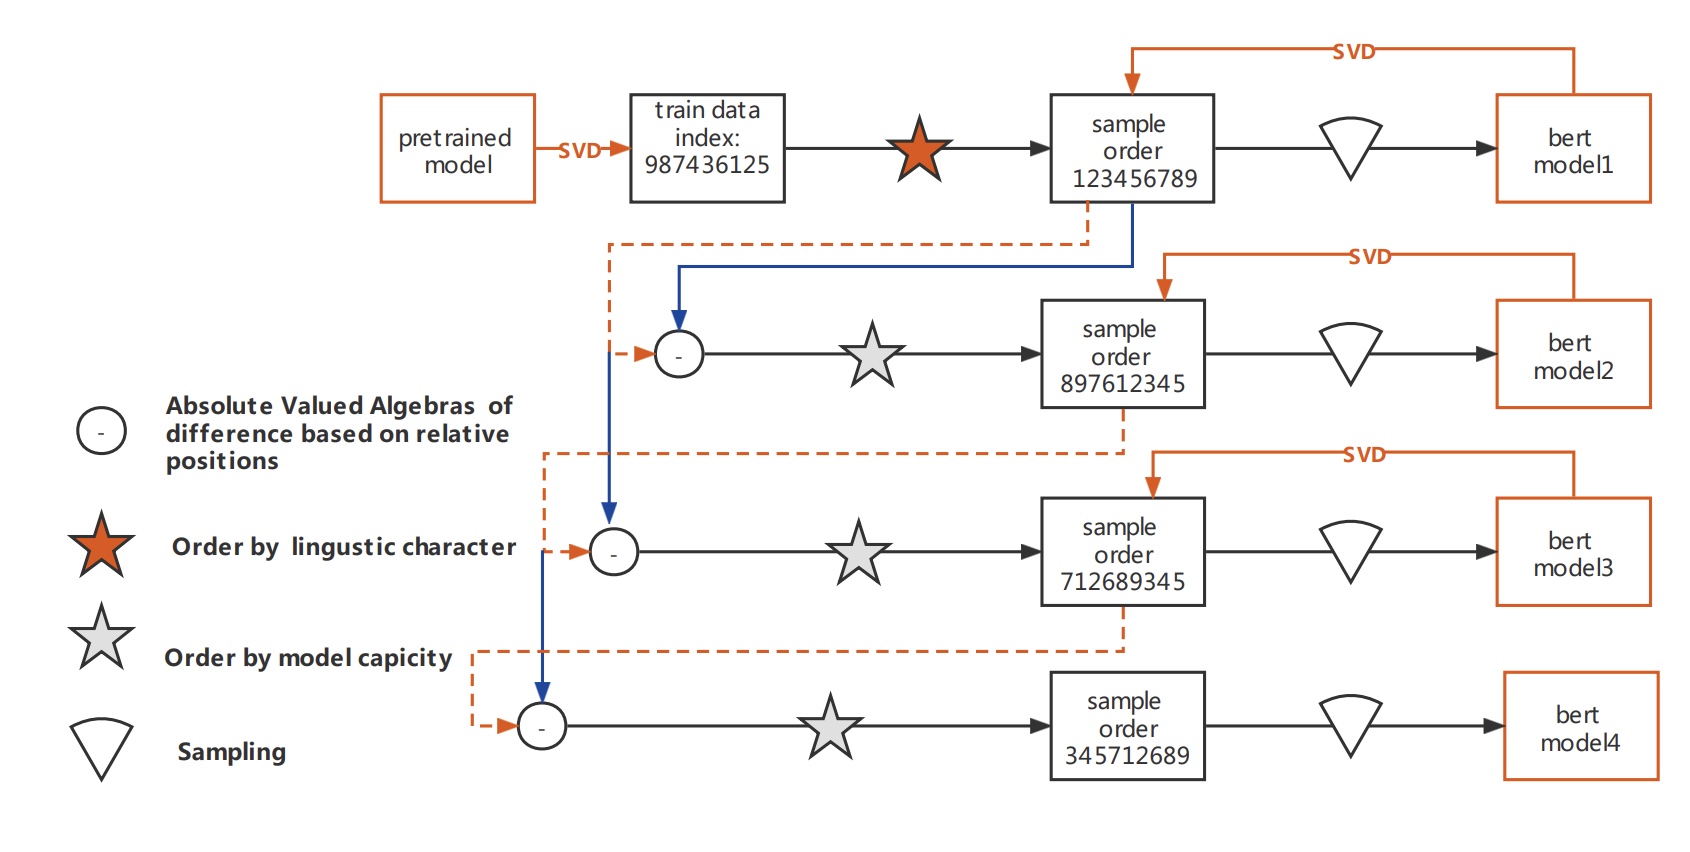 SVD
pretrained
model
SVD
train data
index:
987436125
sample
order
123456789
bert
model1
SVD
-
sample
order
897612345
bert
model2
-
Absolute Valued Algebras of
difference based on relative
positions
SVD
-
sample
order
712689345
bert
model3
Order by lingustic character
Order by model capicity
-
sample
order
345712689
bert
model4
Sampling